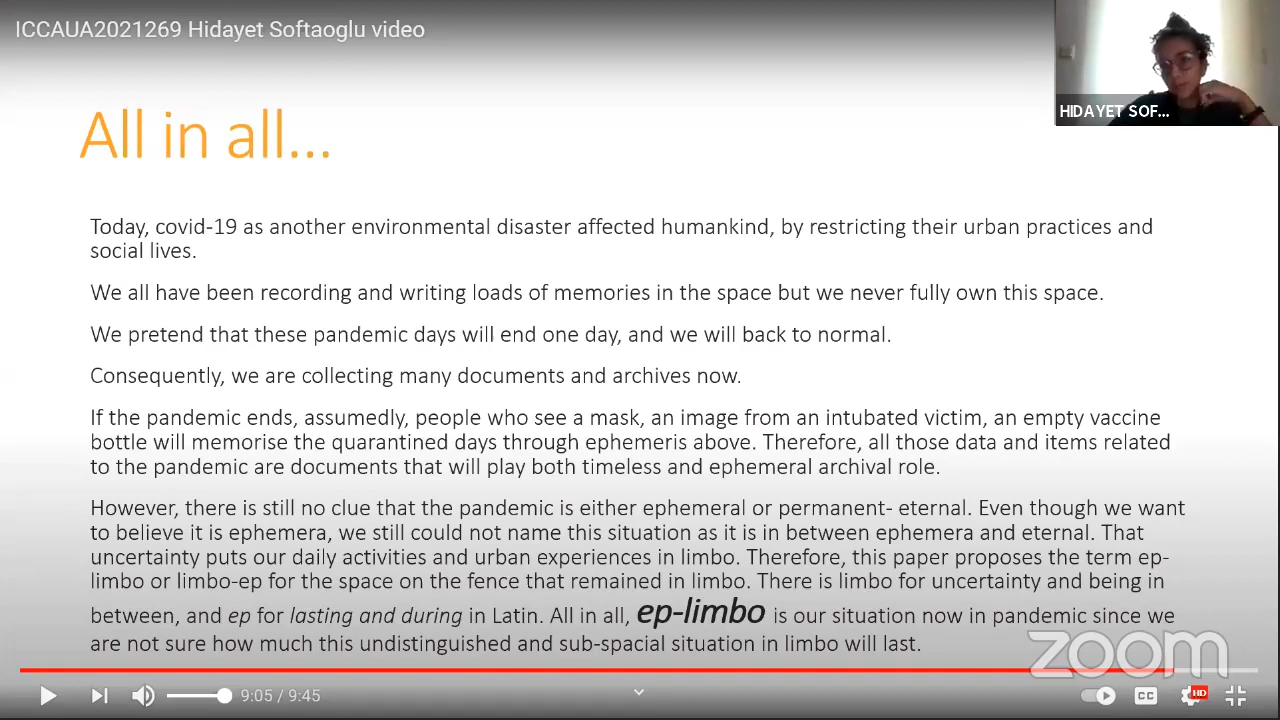 ICCAUA2021269 Hidayet Softaoglu video
HIDAYET SOF...
All in all...
Today, covid-19 as another environmental disaster affected humankind, by restricting their urban practices and
social lives.
We all have been recording and writing loads of memories in the space but we never fully own this space.
We pretend that these pandemic days will end one day, and we will back to normal.
Consequently, we are collecting many documents and archives now.
If the pandemic ends, assumedly, people who see a mask, an image from an intubated victim, an empty vaccine
bottle will memorise the quarantined days through ephemeris above. Therefore, all those data and items related
to the pandemic are documents that will play both timeless and ephemeral archival role.
However, there is still no clue that the pandemic is either ephemeral or permanent- eternal. Even though we want
to believe it is ephemera, we still could not name this situation as it is in between ephemera and eternal. That
uncertainty puts our daily activities and urban experiences in limbo. Therefore, this paper proposes the term ep-
limbo or limbo-ep for the space on the fence that remained in limbo. There is limbo for uncertainty and being in
between, and ep for lasting and during in Latin. All in all, ep-limbo is our situation now in pandemic since we
are not sure how much this undistinguished and sub-spacial situation in limbo will last.
zoom
9:05 / 9:45
CC
HD